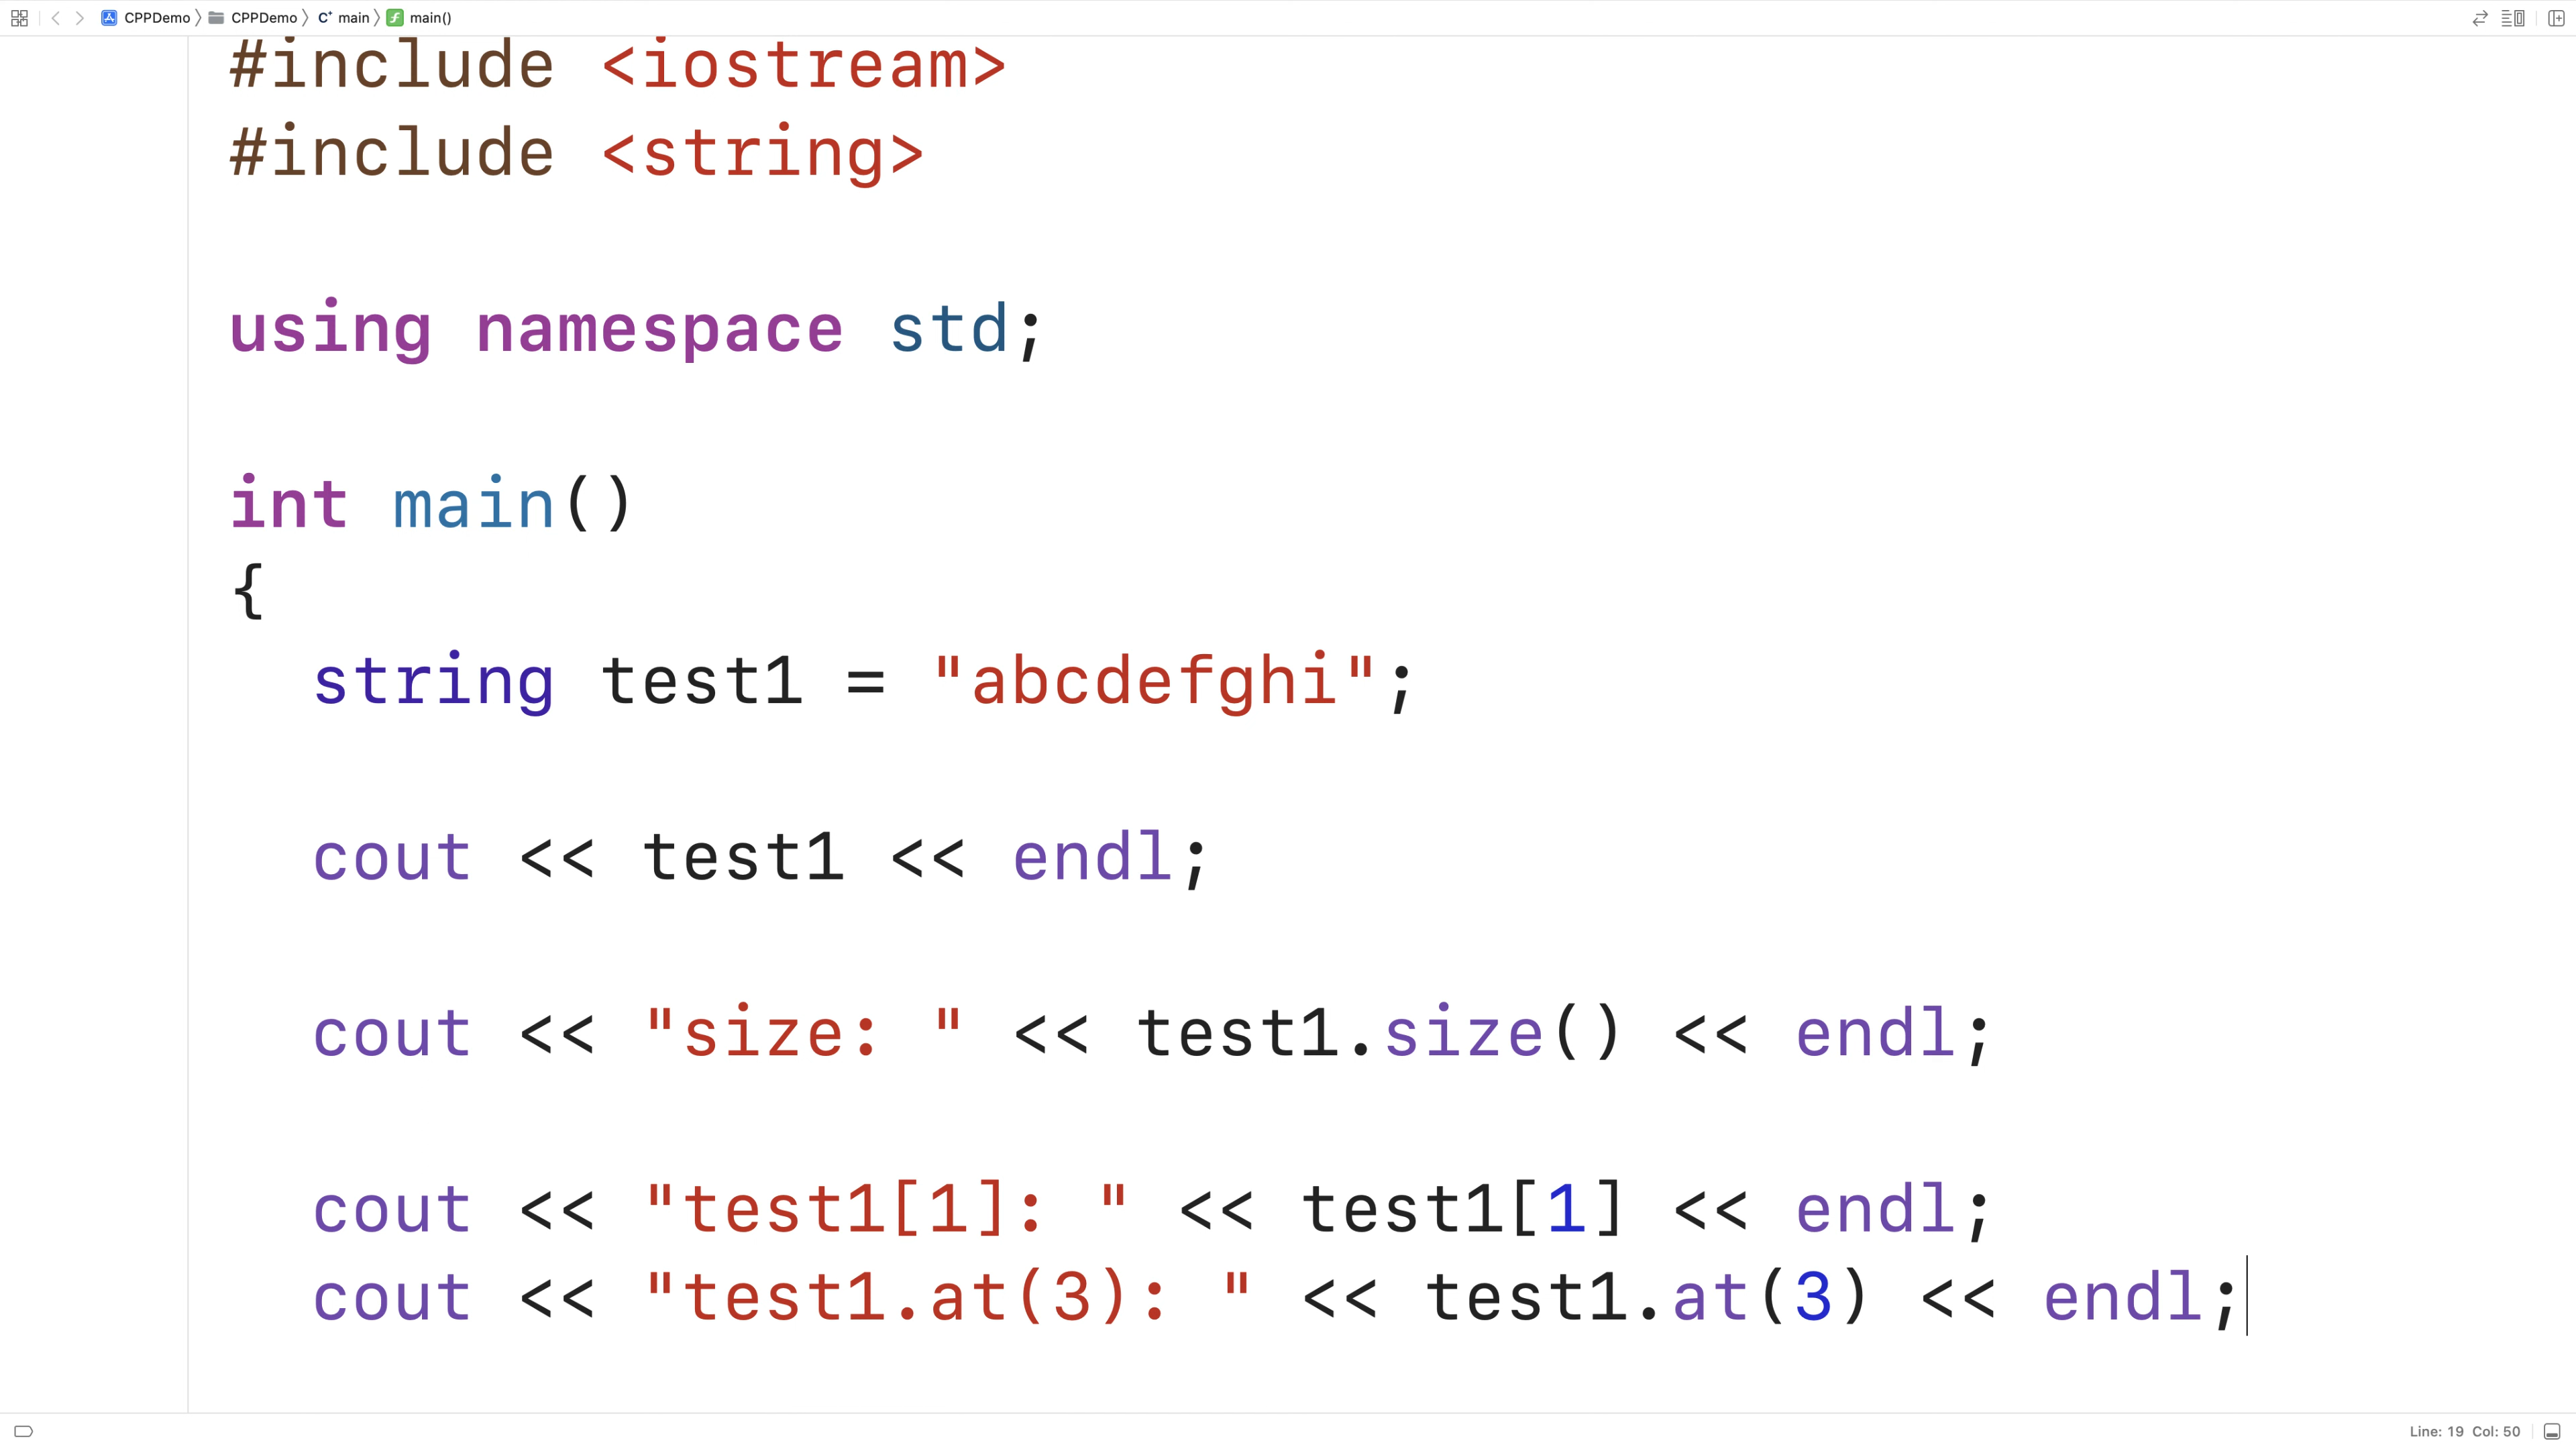 CPPDemo CPPDemo main main()
#include <iostream>
#include <string>
using namespace std;
int main()
{
string test1 = "abcdefghi";
cout << test1 << endl;
cout << "size: " << test1.size() << endl;
cout << "test1[1]: " << test1[1] << endl;
cout << "test1.at(3): " << test1.at(3) << endl;
Line: 19 Col: 50